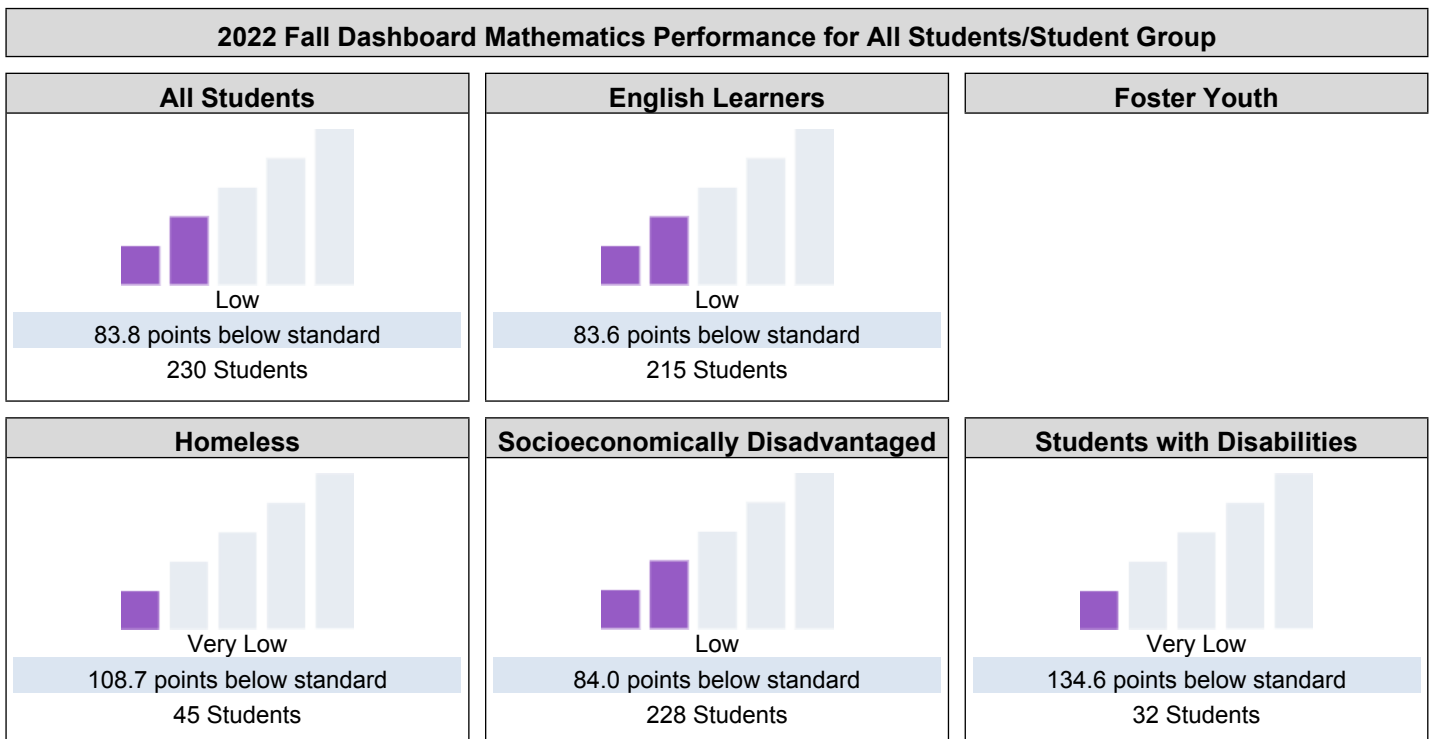 2022 Fall Dashboard Mathematics Performance for All Students/Student Group
All Students
Low
83.8 points below standard
230 Students
English Learners
Low
83.6 points below standard
215 Students
Foster Youth
Homeless
Very Low
108.7 points below standard
45 Students
Socioeconomically Disadvantaged
Low
84.0 points below standard
228 Students
Students with Disabilities
Very Low
134.6 points below standard
32 Students